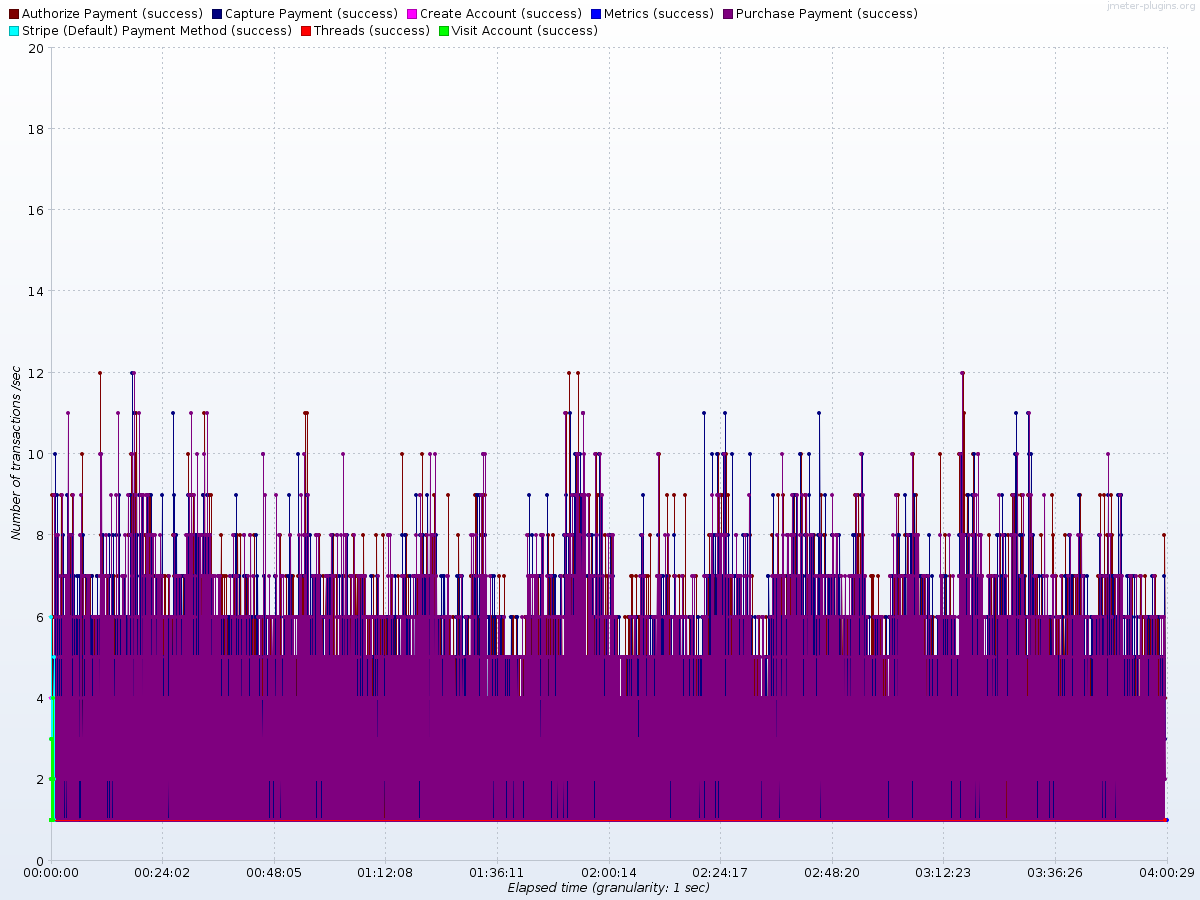 jmeter-plugins.org
Authorize Payment (success) Capture Payment (success) Create Account (success) Metrics (success) Purchase Payment (success)
Stripe (Default) Payment Method (success) Threads (success) Visit Account (success)
20
18
16
14
12
10
8
6
4
2
0
Number of transactions /sec
00:00:00 00:24:02 00:48:05 01:12:08 01:36:11 02:00:14 02:24:17 02:48:20 03:12:23 03:36:26 04:00:29
Elapsed time (granularity: 1 sec)